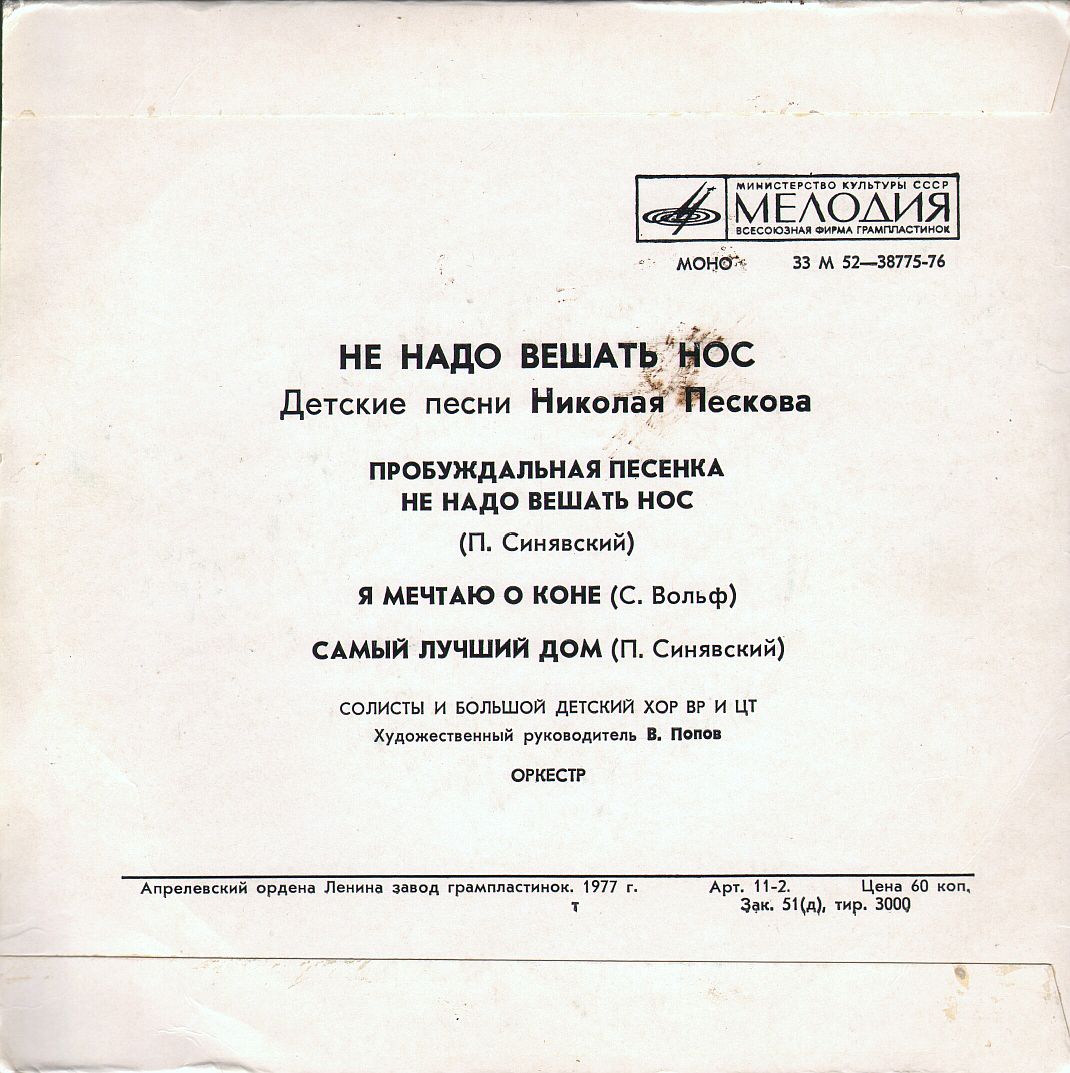 МИНИСТЕРСТВО КУЛЬТУРЫ СССР
МЕЛОДИЯ
ВСЕСОЮЗНАЯ ФИРМА ГРАМПЛАСТИНОК
МОНО 33 М 52—38775-76
НЕ НАДО ВЕШАТЬ НОС
Детские песни Николая Пескова
ПРОБУЖДАЛЬНАЯ ПЕСЕНКА
НЕ НАДО ВЕШАТЬ НОС
(П. Синявский)
Я МЕЧТАЮ О КОНЕ (С. Вольф)
САМЫЙ ЛУЧШИЙ ДОМ (П. Синявский)
СОЛИСТЫ И БОЛЬШОЙ ДЕТСКИЙ ХОР ВР И ЦТ
Художественный руководитель В. Попов
ОРКЕСТР
Апрелевский ордена Ленина завод грампластинок. 1977 г. Арт. 11-2. Цена 60 коп.
т Зак. 51(д), тир. 3000